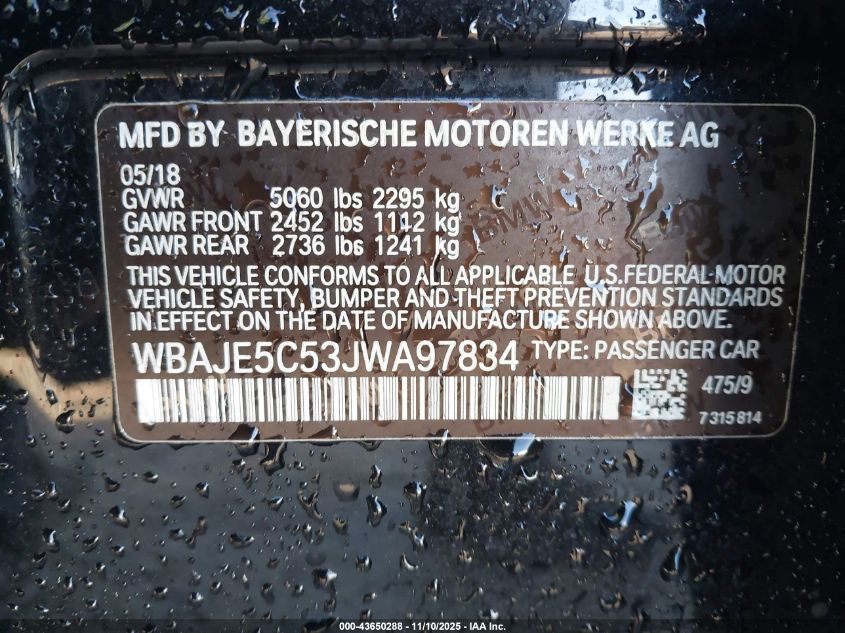 MFD BY BAYERISCHE MOTOREN WERKE AG
05/18
GVWR 5060 lbs 2295 kg
GAWR FRONT 2452 lbs 1142 kg
GAWR REAR 2736 lbs 1241 kg
THIS VEHICLE CONFORMS TO ALL APPLICABLE U.S.FEDERAL MOTOR
VEHICLE SAFETY, BUMPER AND THEFT PREVENTION STANDARDS
IN EFFECT ON THE DATE OF MANUFACTURE SHOWN ABOVE.
WBAJE5C53JWA97834 TYPE: PASSENGER CAR
475/9
7 315 814
000-43650288 - 11/10/2025 - IAA Inc.